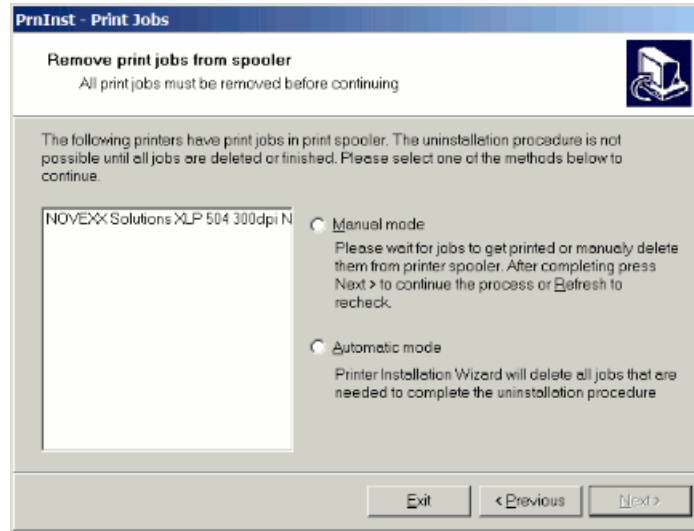 PrnInst - Print Jobs
Remove print jobs from spooler
All print jobs must be removed before continuing
The following printers have print jobs in print spooler. The uninstallation procedure is not
possible until all jobs are deleted or finished. Please select one of the methods below to
continue.
NOVEXX Solutions XLP 504 300dpi N
Manual mode
Please wait for jobs to get printed or manualy delete
them from printer spooler. After completing press
Next > to continue the process or Refresh to
recheck.
Automatic mode
Printer Installation Wizard will delete all jobs that are
needed to complete the uninstallation procedure
Exit
< Previous
Next >